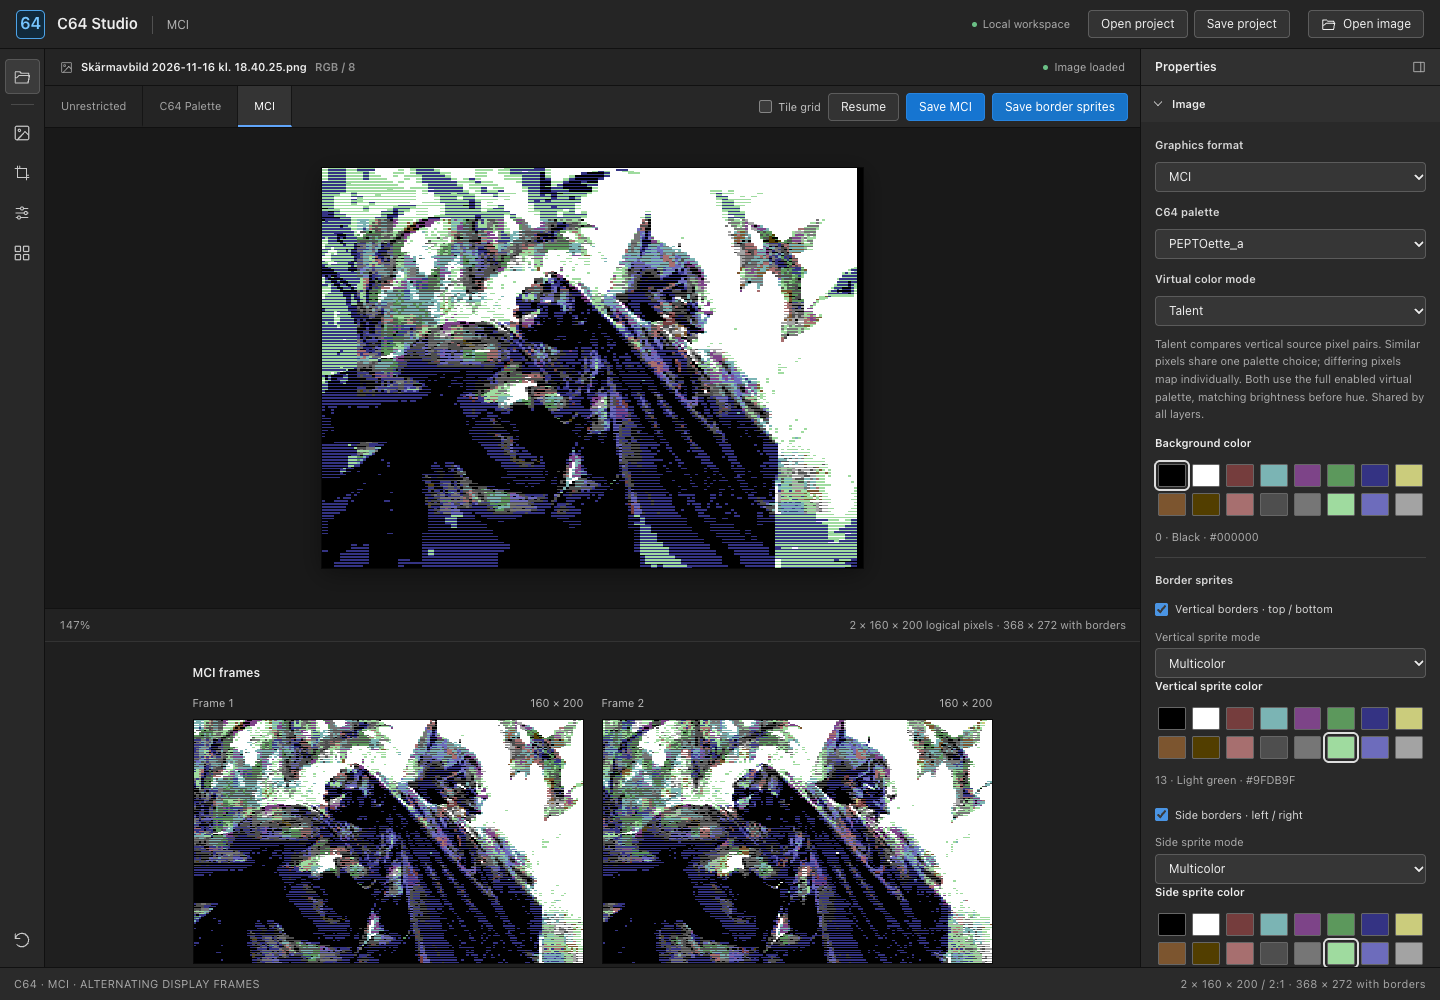 64 C64 Studio MCI
Local workspace Open project Save project Open image
Skärmavbild 2026-11-16 kl. 18.40.25.png RGB / 8 Image loaded
Unrestricted C64 Palette MCI Tile grid Resume Save MCI Save border sprites
147% 2 × 160 × 200 logical pixels · 368 × 272 with borders
MCI frames
Frame 1 160 × 200 Frame 2 160 × 200
Properties
Image
Graphics format
MCI
C64 palette
PEPTOette_a
Virtual color mode
Talent
Talent compares vertical source pixel pairs. Similar
pixels share one palette choice; differing pixels
map individually. Both use the full enabled virtual
palette, matching brightness before hue. Shared by
all layers.
Background color
0 · Black · #000000
Border sprites
Vertical borders · top / bottom
Vertical sprite mode
Multicolor
Vertical sprite color
13 · Light green · #9FDB9F
Side borders · left / right
Side sprite mode
Multicolor
Side sprite color
C64 · MCI · ALTERNATING DISPLAY FRAMES 2 × 160 × 200 / 2:1 · 368 × 272 with borders